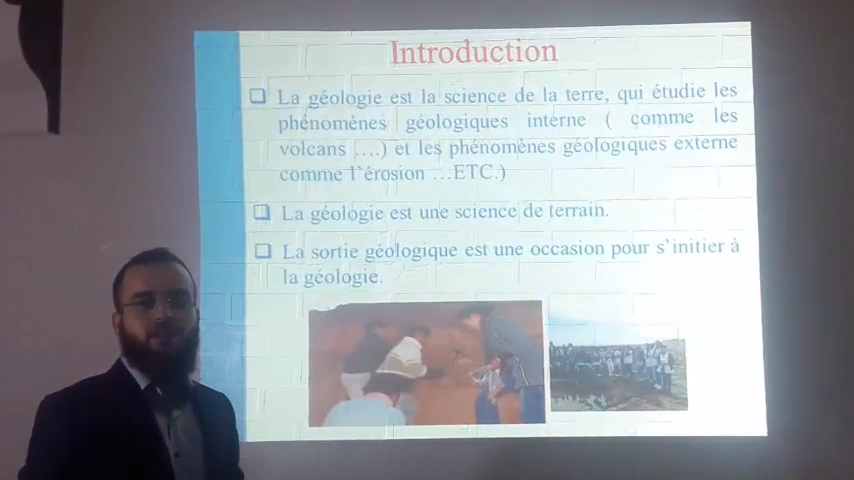 Introduction
La géologie est la science de la terre, qui étudie les
phénomènes géologiques interne ( comme les
volcans ….) et les phénomènes géologiques externe
comme l'érosion …ETC.)
La géologie est une science de terrain.
La sortie géologique est une occasion pour s'initier à
la géologie.